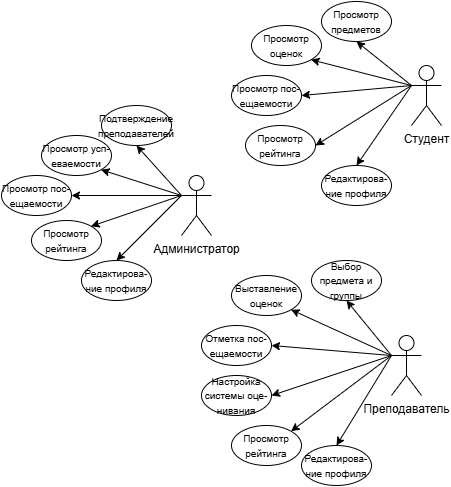 Просмотр
предметов
Просмотр
оценок
Просмотр пос-
ещаемости
Просмотр
рейтинга
Редактирова-
ние профиля
Студент
Подтверждение
преподавателей
Просмотр усп-
еваемости
Просмотр пос-
ещаемости
Просмотр
рейтинга
Редактирова-
ние профиля
Администратор
Выбор
предмета и
группы
Выставление
оценок
Отметка пос-
ещаемости
Настройка
системы оце-
нивания
Просмотр
рейтинга
Редактирова-
ние профиля
Преподаватель